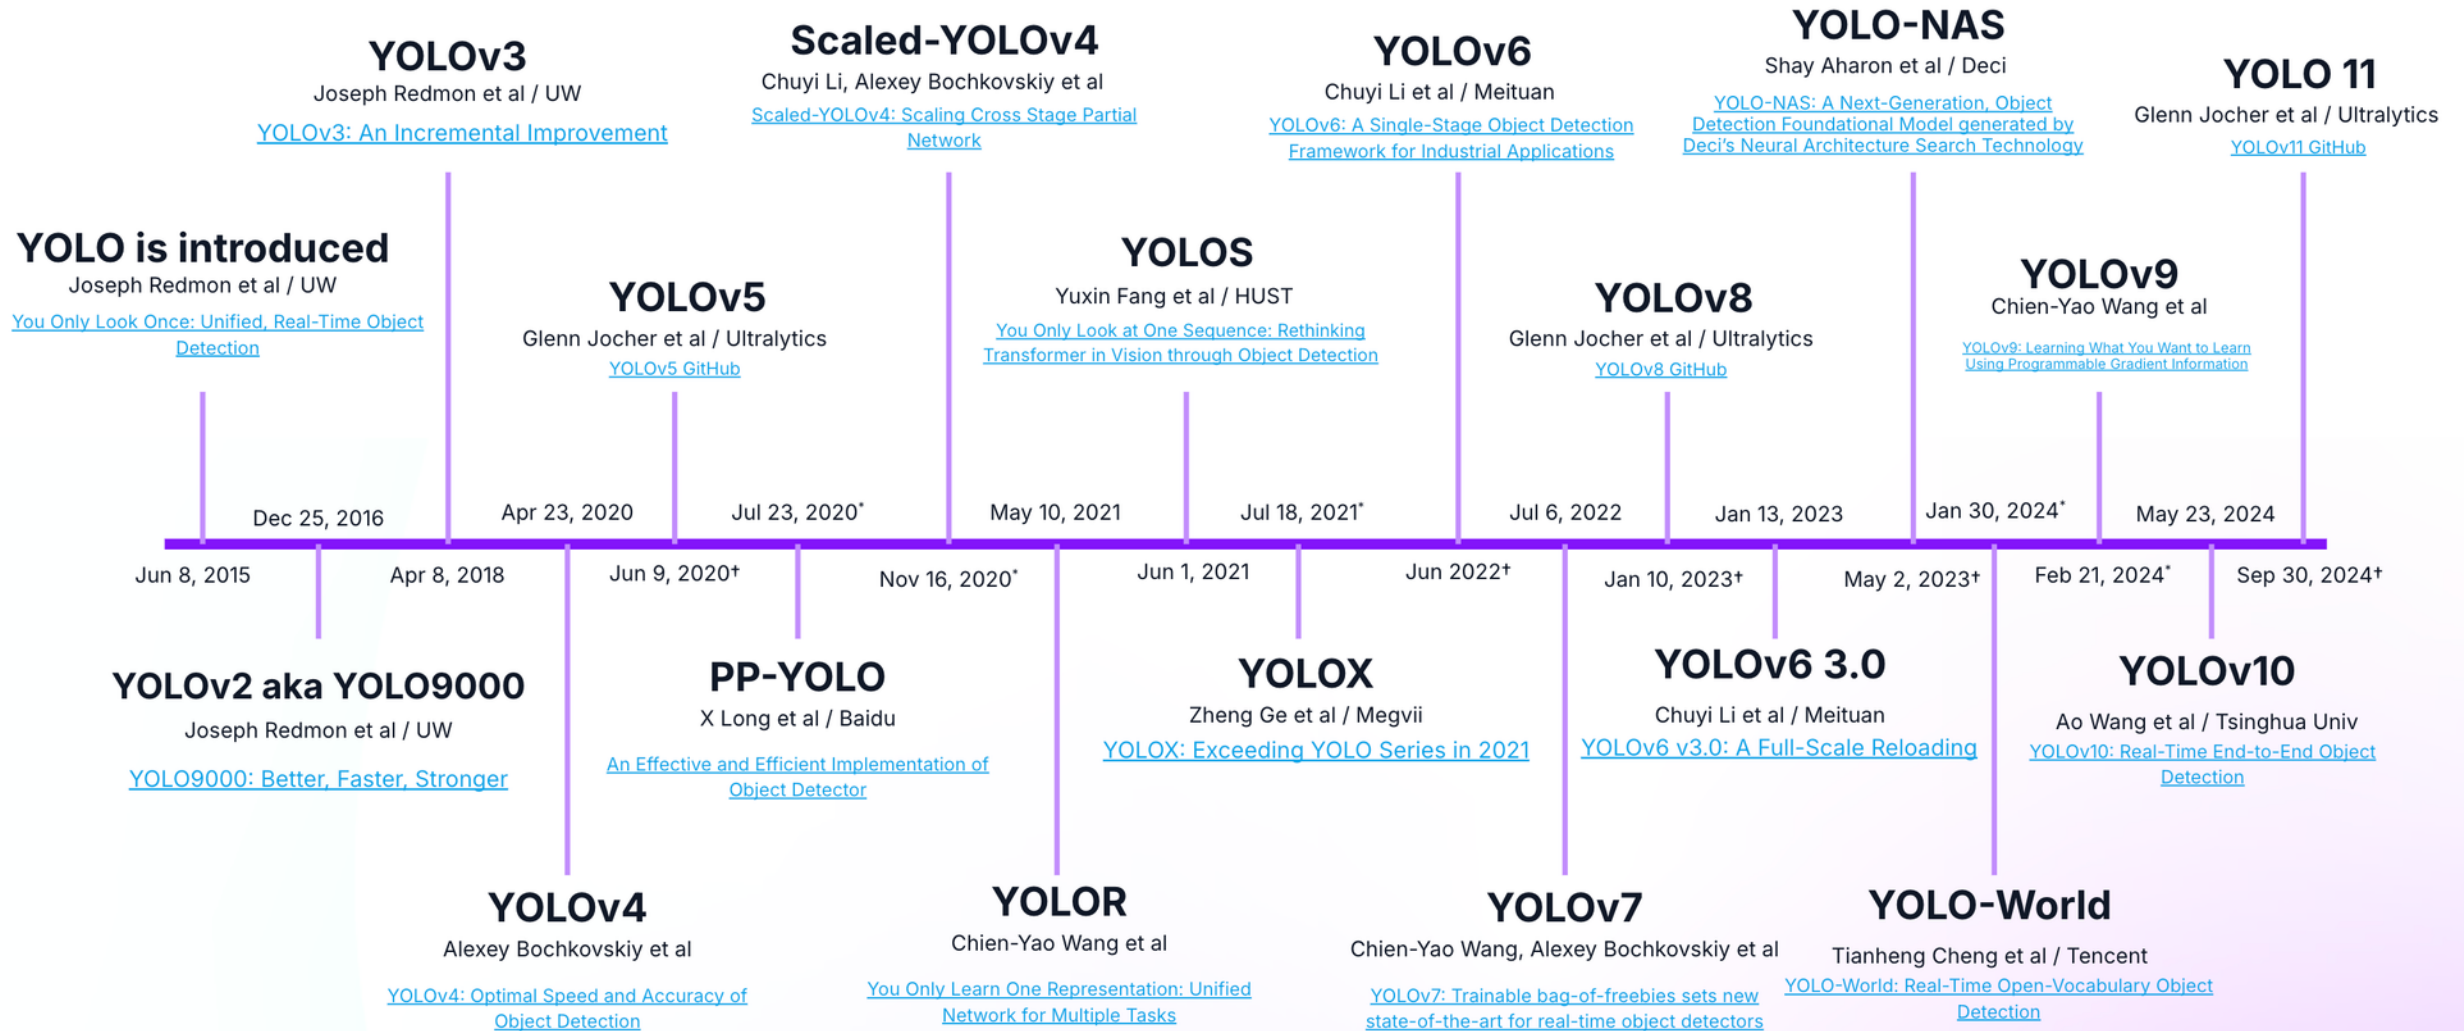 YOLOv3
Joseph Redmon et al / UW
YOLOv3: An Incremental Improvement
Scaled-YOLOv4
Chuyi Li, Alexey Bochkovskiy et al
Scaled-YOLOv4: Scaling Cross Stage Partial
Network
YOLOv6
Chuyi Li et al / Meituan
YOLOv6: A Single-Stage Object Detection
Framework for Industrial Applications
YOLO-NAS
Shay Aharon et al / Deci
YOLO-NAS: A Next-Generation, Object
Detection Foundational Model generated by
Deci's Neural Architecture Search Technology
YOLO 11
Glenn Jocher et al / Ultralytics
YOLOv11 GitHub
YOLO is introduced
Joseph Redmon et al / UW
You Only Look Once: Unified, Real-Time Object
Detection
YOLOv5
Glenn Jocher et al / Ultralytics
YOLOv5 GitHub
YOLOS
Yuxin Fang et al / HUST
You Only Look at One Sequence: Rethinking
Transformer in Vision through Object Detection
YOLOv8
Glenn Jocher et al / Ultralytics
YOLOv8 GitHub
YOLOv9
Chien-Yao Wang et al
YOLOv9: Learning What You Want to Learn
Using Programmable Gradient Information
Dec 25, 2016
Apr 23, 2020
Jul 23, 2020*
May 10, 2021
Jul 18, 2021*
Jul 6, 2022
Jan 13, 2023
Jan 30, 2024*
May 23, 2024
Jun 8, 2015
Apr 8, 2018
Jun 9, 2020†
Nov 16, 2020*
Jun 1, 2021
Jun 2022†
Jan 10, 2023†
May 2, 2023†
Feb 21, 2024*
Sep 30, 2024†
YOLOv2 aka YOLO9000
Joseph Redmon et al / UW
YOLO9000: Better, Faster, Stronger
PP-YOLO
X Long et al / Baidu
An Effective and Efficient Implementation of
Object Detector
YOLOX
Zheng Ge et al / Megvii
YOLOX: Exceeding YOLO Series in 2021
YOLOv6 3.0
Chuyi Li et al / Meituan
YOLOv6 v3.0: A Full-Scale Reloading
YOLOv10
Ao Wang et al / Tsinghua Univ
YOLOv10: Real-Time End-to-End Object
Detection
YOLOv4
Alexey Bochkovskiy et al
YOLOv4: Optimal Speed and Accuracy of
Object Detection
YOLOR
Chien-Yao Wang et al
You Only Learn One Representation: Unified
Network for Multiple Tasks
YOLOv7
Chien-Yao Wang, Alexey Bochkovskiy et al
YOLOv7: Trainable bag-of-freebies sets new
state-of-the-art for real-time object detectors
YOLO-World
Tianheng Cheng et al / Tencent
YOLO-World: Real-Time Open-Vocabulary Object
Detection